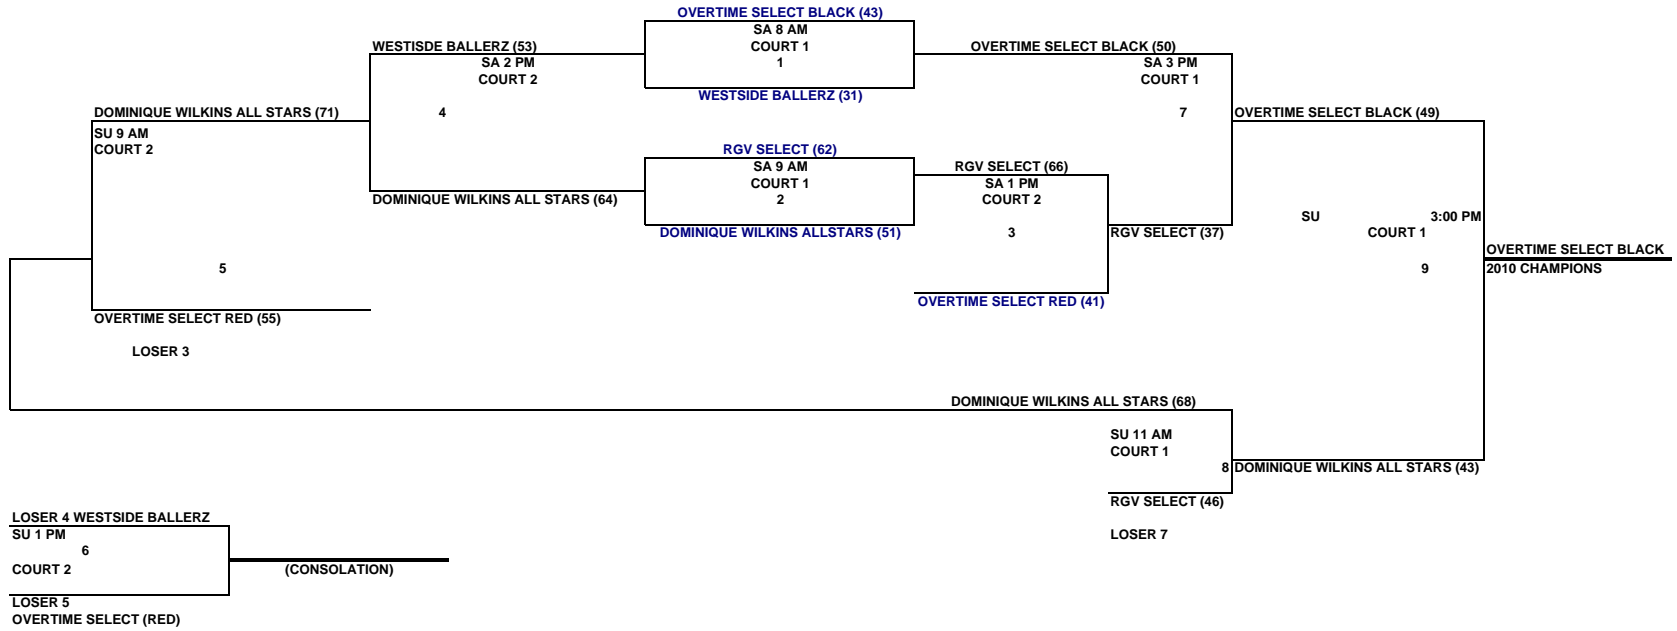 OVERTIME SELECT BLACK (43)
SA 8 AM
WESTISDE BALLERZ (53)
COURT 1
OVERTIME SELECT BLACK (50)
SA 2 PM
1
SA 3 PM
COURT 2
COURT 1
WESTSIDE BALLERZ (31)
DOMINIQUE WILKINS ALL STARS (71)
4
7
OVERTIME SELECT BLACK (49)
SU 9 AM
COURT 2
RGV SELECT (62)
SA 9 AM
RGV SELECT (66)
COURT 1
SA 1 PM
DOMINIQUE WILKINS ALL STARS (64)
2
COURT 2
SU 3:00 PM
DOMINIQUE WILKINS ALLSTARS (51)
3
RGV SELECT (37)
COURT 1
OVERTIME SELECT BLACK
5
9
2010 CHAMPIONS
OVERTIME SELECT RED (41)
OVERTIME SELECT RED (55)
LOSER 3
DOMINIQUE WILKINS ALL STARS (68)
SU 11 AM
COURT 1
8 DOMINIQUE WILKINS ALL STARS (43)
RGV SELECT (46)
LOSER 7
LOSER 4 WESTSIDE BALLERZ
SU 1 PM
6
COURT 2
(CONSOLATION)
LOSER 5
OVERTIME SELECT (RED)